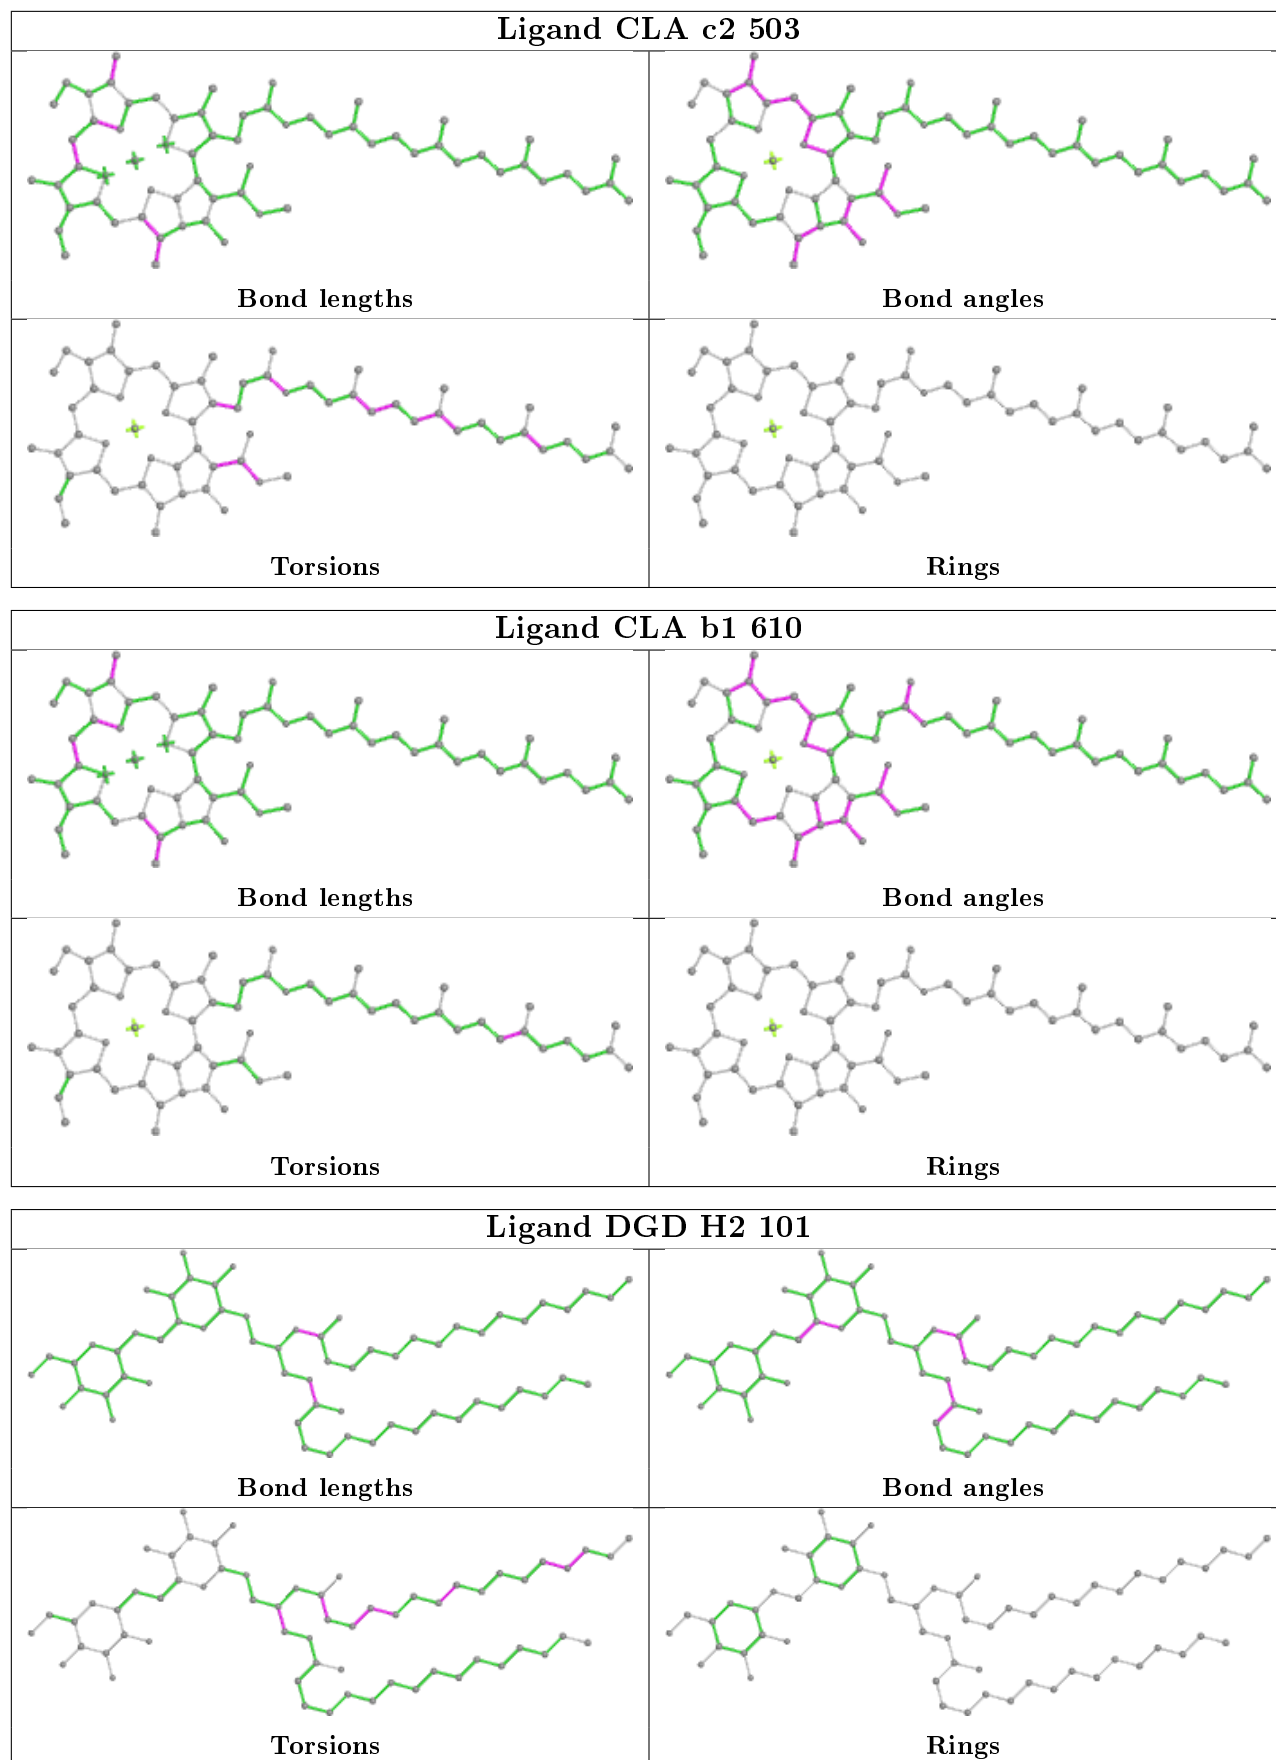 Ligand CLA c2 503
Bond lengths
Bond angles
Torsions
Rings
Ligand CLA b1 610
Bond lengths
Bond angles
Torsions
Rings
Ligand DGD H2 101
Bond lengths
Bond angles
Torsions
Rings